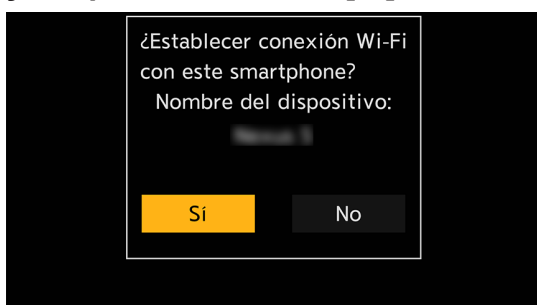 ¿Establecer conexión Wi-Fi
con este smartphone?
Nombre del dispositivo:
Sí
No